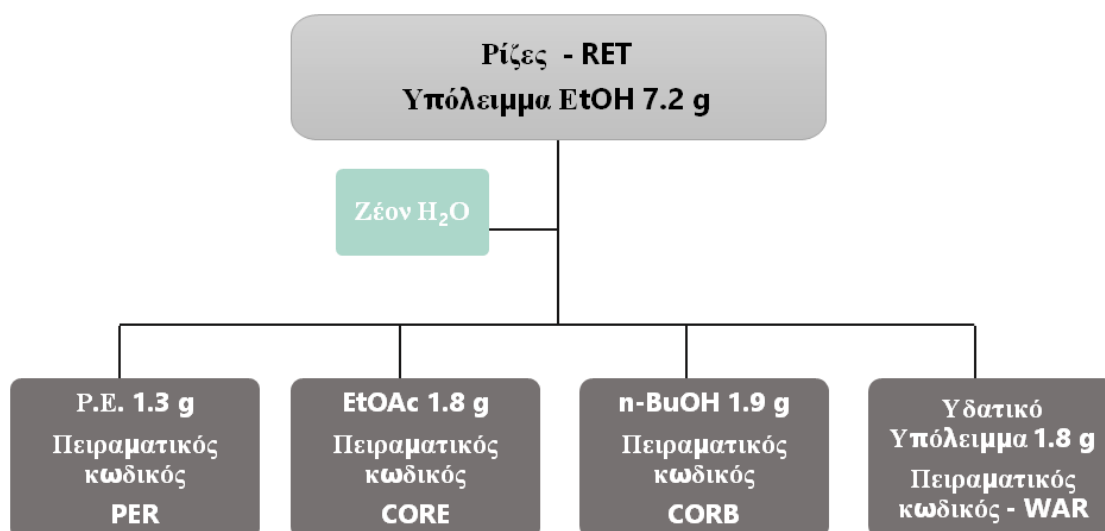 Ρίζες - RET
Υπόλειμμα EtOH 7.2 g
Ζέον H₂O
P.E. 1.3 g
Πειραματικός
κωδικός
PER
EtOAc 1.8 g
Πειραματικός
κωδικός
CORE
n-BuOH 1.9 g
Πειραματικός
κωδικός
CORB
Υδατικό
Υπόλειμμα 1.8 g
Πειραματικός
κωδικός - WAR